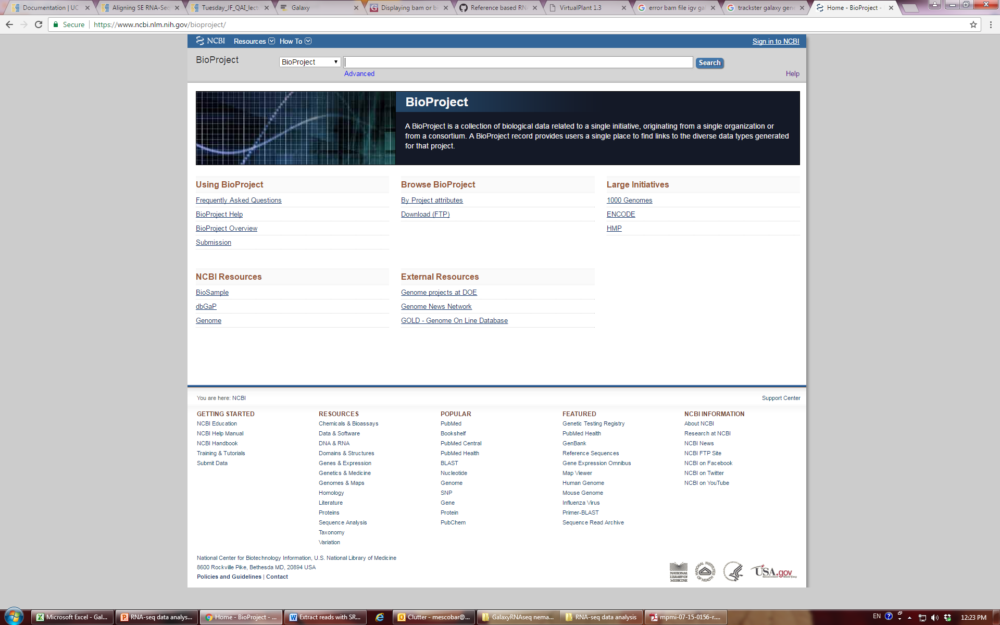 Documentation | UC
Aligning SE RNA-Seq
Tuesday_JF_QAI_lectu
Galaxy
Displaying bam or bi
Reference based RNA
VirtualPlant 1.3
error bam file igv gal
trackster galaxy gene
Home - BioProject -
Secure https://www.ncbi.nlm.nih.gov/bioproject/
NCBI Resources How To Sign in to NCBI
BioProject BioProject Search
Advanced Help
BioProject
A BioProject is a collection of biological data related to a single initiative, originating from a single organization or
from a consortium. A BioProject record provides users a single place to find links to the diverse data types generated
for that project.
Using BioProject
Frequently Asked Questions
BioProject Help
BioProject Overview
Submission
Browse BioProject
By Project attributes
Download (FTP)
Large Initiatives
1000 Genomes
ENCODE
HMP
NCBI Resources
BioSample
dbGaP
Genome
External Resources
Genome projects at DOE
Genome News Network
GOLD - Genome On Line Database
You are here: NCBI
Support Center
GETTING STARTED
NCBI Education
NCBI Help Manual
NCBI Handbook
Training & Tutorials
Submit Data
RESOURCES
Chemicals & Bioassays
Data & Software
DNA & RNA
Domains & Structures
Genes & Expression
Genetics & Medicine
Genomes & Maps
Homology
Literature
Proteins
Sequence Analysis
Taxonomy
Variation
POPULAR
PubMed
Bookshelf
PubMed Central
PubMed Health
BLAST
Nucleotide
Genome
SNP
Gene
Protein
PubChem
FEATURED
Genetic Testing Registry
PubMed Health
GenBank
Reference Sequences
Gene Expression Omnibus
Map Viewer
Human Genome
Mouse Genome
Influenza Virus
Primer-BLAST
Sequence Read Archive
NCBI INFORMATION
About NCBI
Research at NCBI
NCBI News
NCBI FTP Site
NCBI on Facebook
NCBI on Twitter
NCBI on YouTube
National Center for Biotechnology Information, U.S. National Library of Medicine
8600 Rockville Pike, Bethesda MD, 20894 USA
Policies and Guidelines | Contact
NATIONAL
LIBRARY OF
MEDICINE
USA.gov
Microsoft Excel - Gal...
RNA-seq data analys...
Home - BioProject - ...
Extract reads with SR...
Clutter - mescobar@...
GalaxyRNAseq nema...
RNA-seq data analysis
mpmi-07-15-0156-r....
EN
12:23 PM